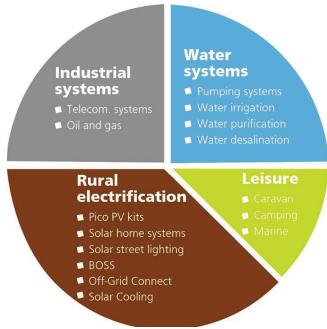 Industrial
systems
Telecom. systems
Oil and gas
Water
systems
Pumping systems
Water irrigation
Water purification
Water desalination
Rural
electrification
Pico PV kits
Solar home systems
Solar street lighting
BOSS
Off-Grid Connect
Solar Cooling
Leisure
Caravan
Camping
Marine